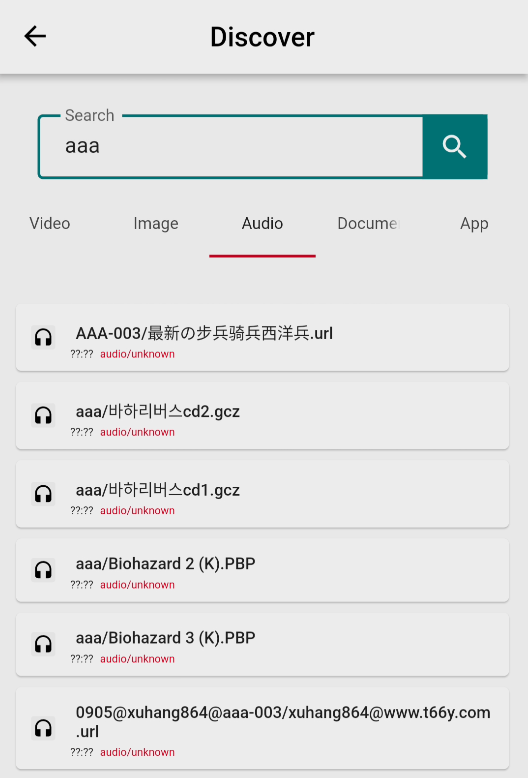 Discover
Search
aaa
Video Image Audio Docume App
AAA-003/最新の步兵骑兵西洋兵.url
??:?? audio/unknown
aaa/바하리버스cd2.gcz
??:?? audio/unknown
aaa/바하리버스cd1.gcz
??:?? audio/unknown
aaa/Biohazard 2 (K).PBP
??:?? audio/unknown
aaa/Biohazard 3 (K).PBP
??:?? audio/unknown
0905@xuhang864@aaa-003/xuhang864@www.t66y.com
.url
??:?? audio/unknown